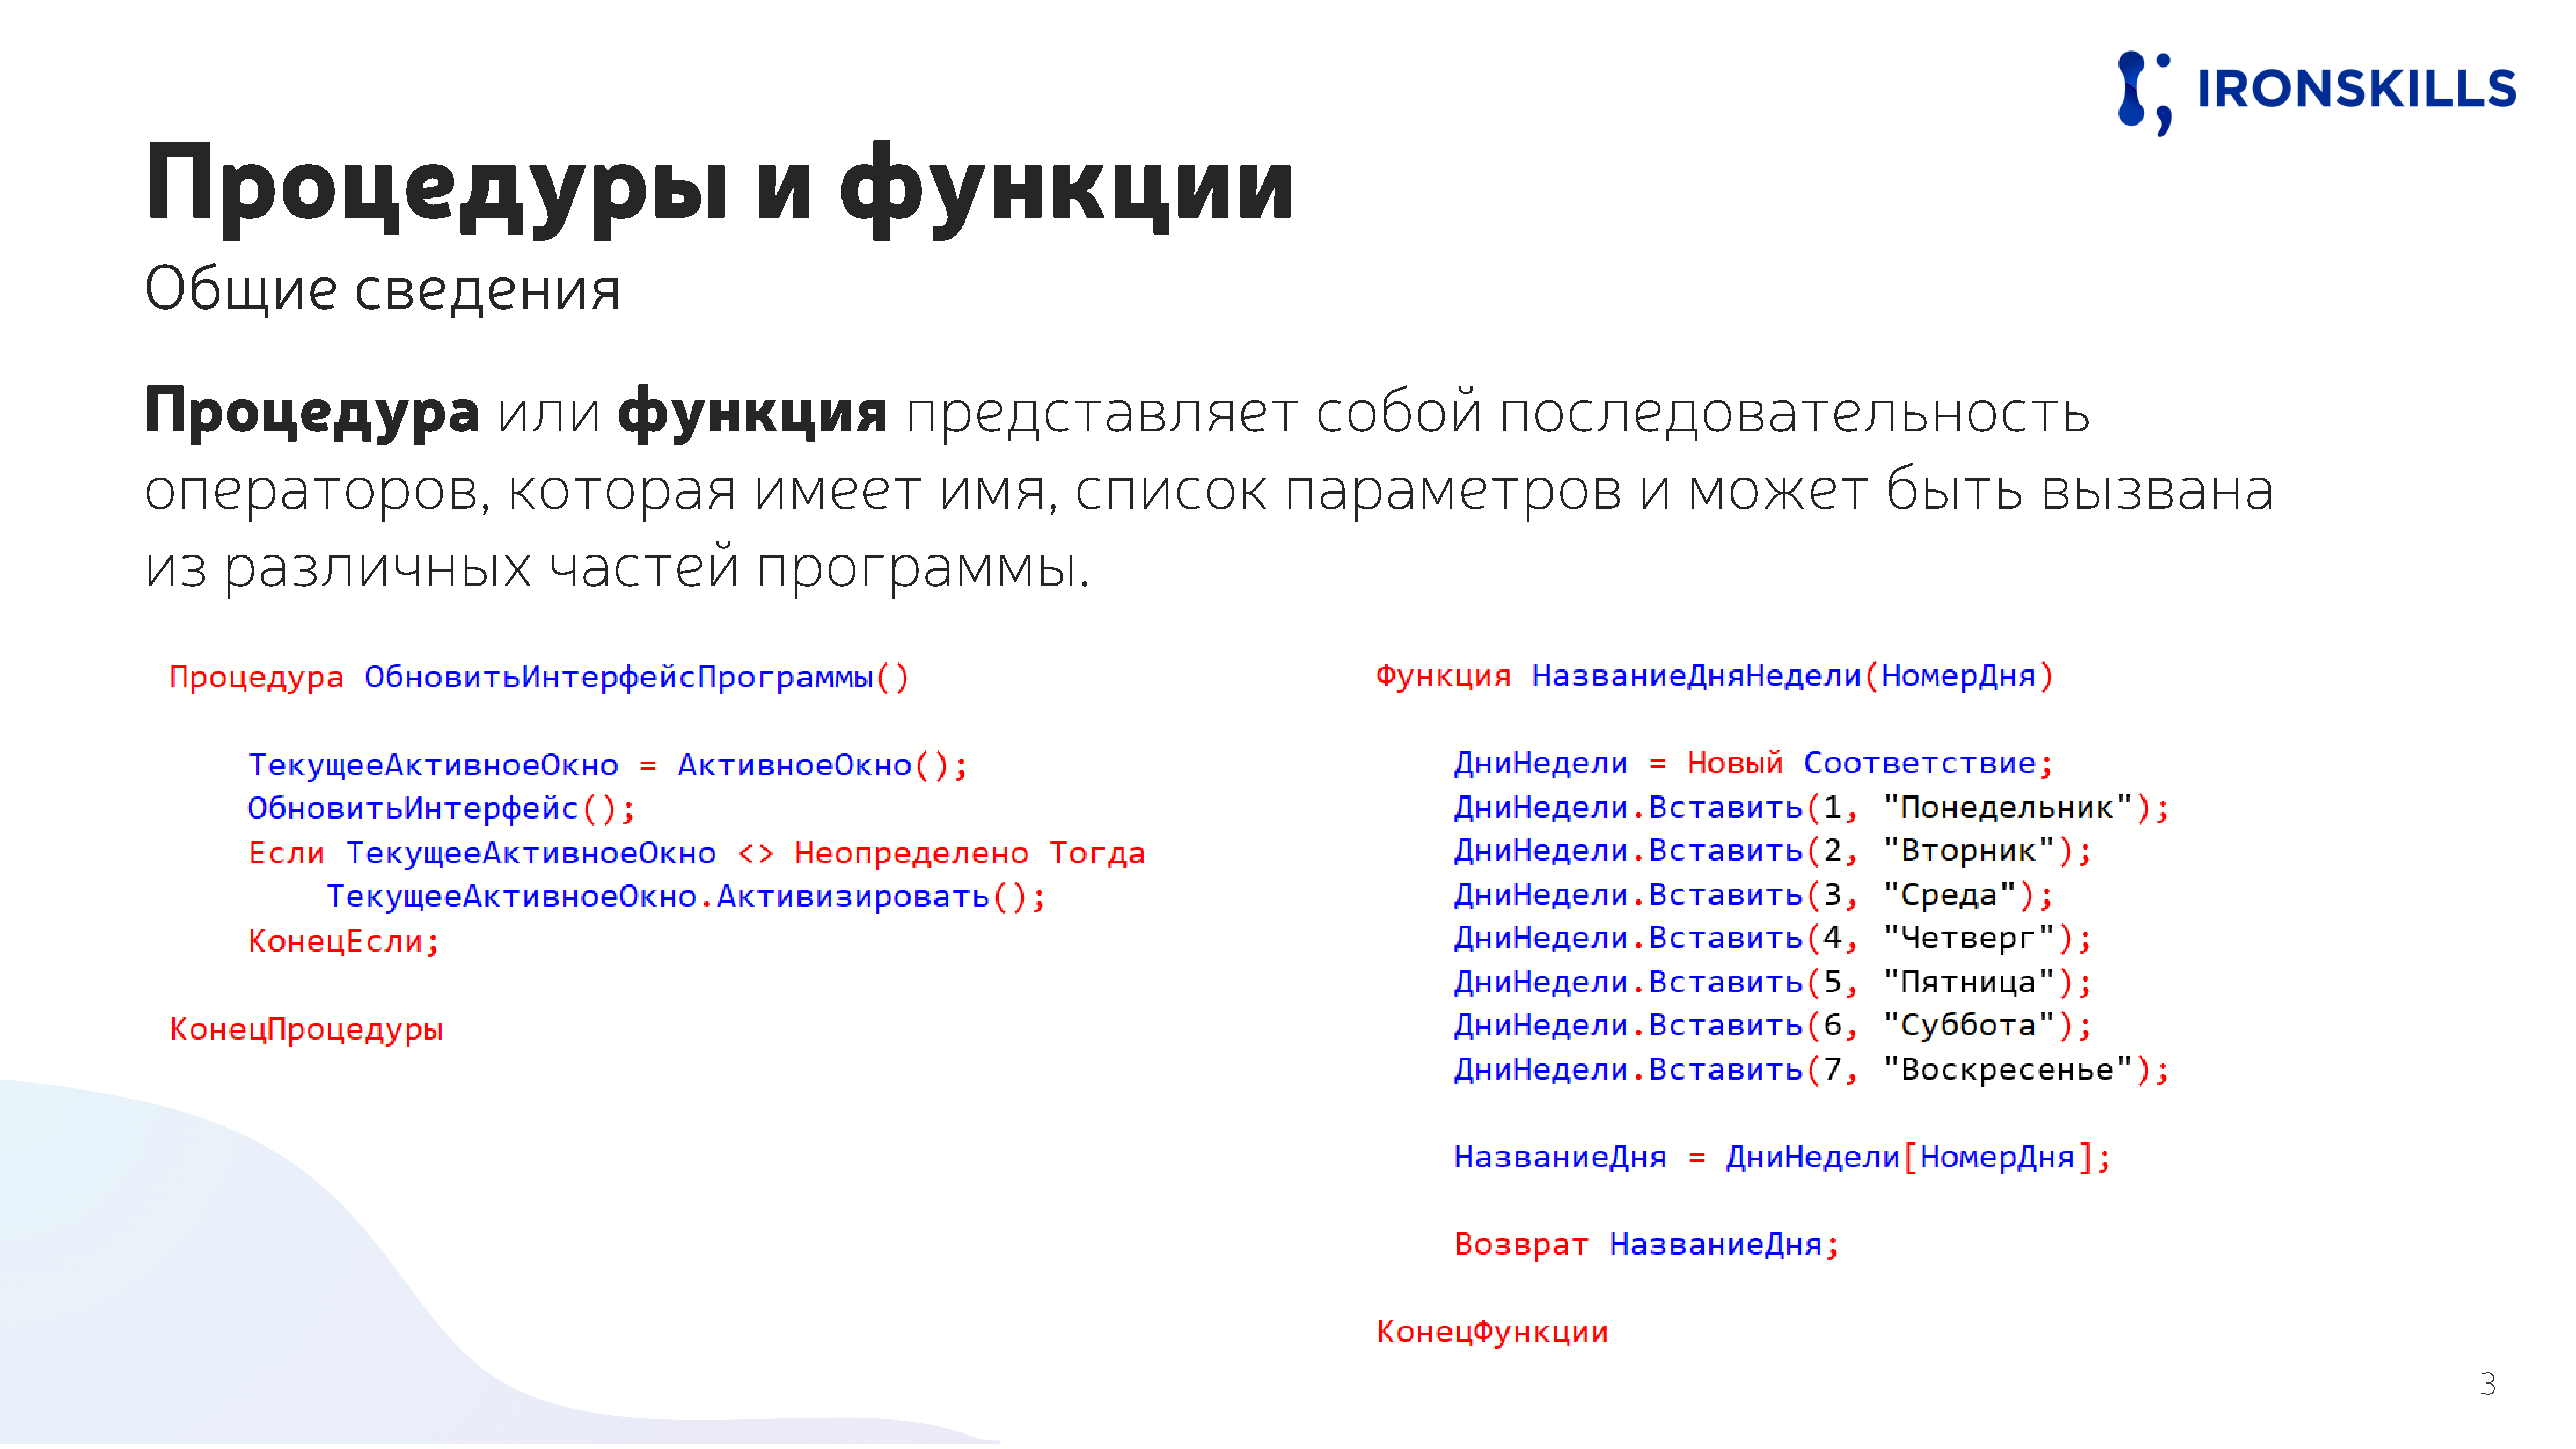 IRONSKILLS
Процедуры и функции
Общие сведения
Процедура или функция представляет собой последовательность
операторов, которая имеет имя, список параметров и может быть вызвана
из различных частей программы.
Процедура ОбновитьИнтерфейсПрограммы()
ТекущееАктивноеОкно = АктивноеОкно();
ОбновитьИнтерфейс();
Если ТекущееАктивноеОкно <> Неопределено Тогда
ТекущееАктивноеОкно.Активизировать();
КонецЕсли;
КонецПроцедуры
Функция НазваниеДняНедели(НомерДня)
ДниНедели = Новый Соответствие;
ДниНедели.Вставить(1, "Понедельник");
ДниНедели.Вставить(2, "Вторник");
ДниНедели.Вставить(3, "Среда");
ДниНедели.Вставить(4, "Четверг");
ДниНедели.Вставить(5, "Пятница");
ДниНедели.Вставить(6, "Суббота");
ДниНедели.Вставить(7, "Воскресенье");
НазваниеДня = ДниНедели[НомерДня];
Возврат НазваниеДня;
КонецФункции
3